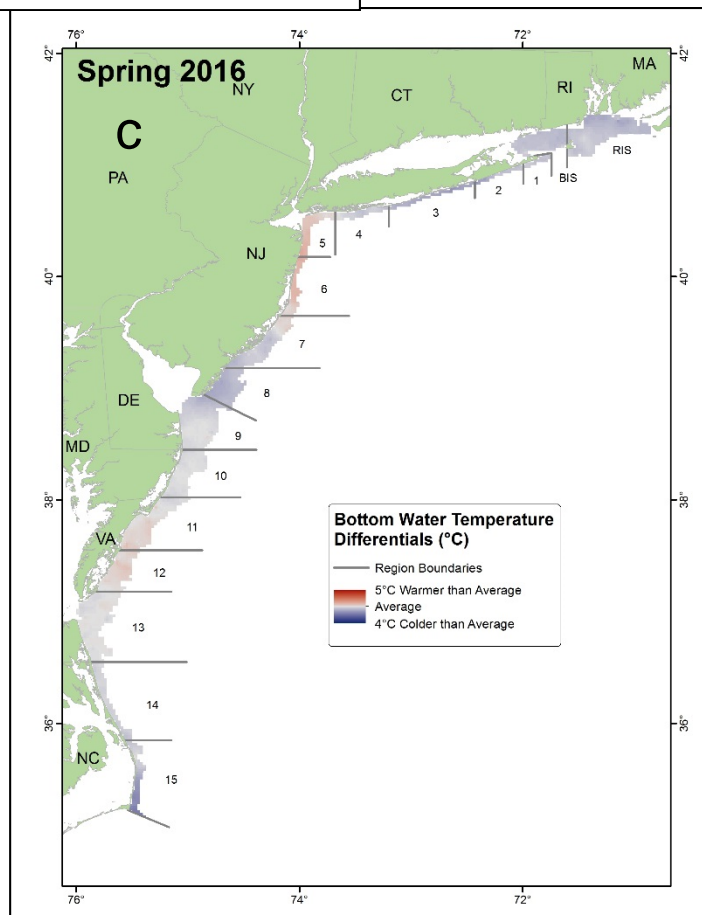 76°
74°
72°
42°
42°
Spring 2016
C
NY
CT
RI
MA
PA
RIS
BIS
1
2
3
4
5
NJ
40°
40°
6
7
8
DE
9
MD
10
38°
38°
11
VA
12
13
14
36°
36°
NC
15
Bottom Water Temperature
Differentials (°C)
Region Boundaries
5°C Warmer than Average
Average
4°C Colder than Average
76°
74°
72°